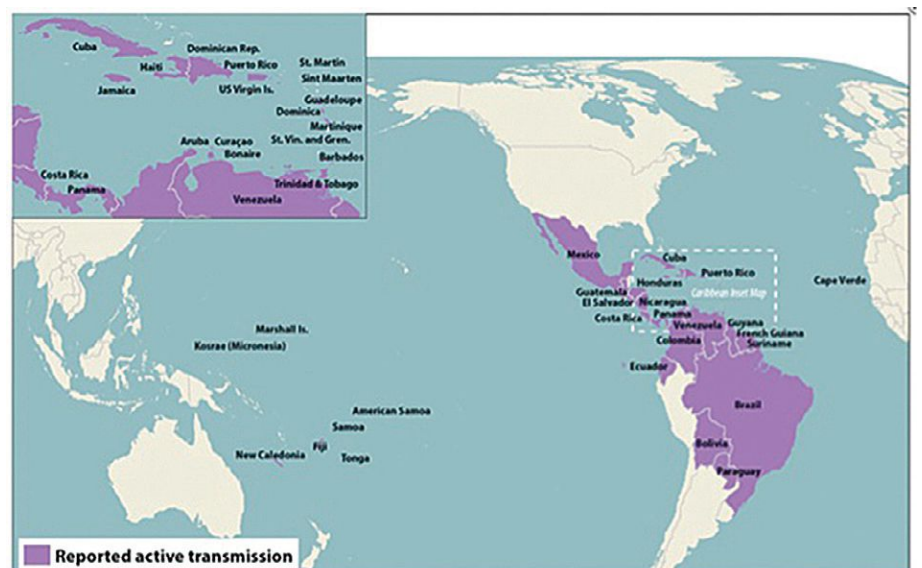 Cuba
Dominican Rep.
Haiti
Puerto Rico
St. Martin
Jamaica
US Virgin Is.
Sint Maarten
Guadeloupe
Dominica
Martinique
St. Vin. and Gren.
Aruba
Curaçao
Bonaire
Barbados
Costa Rica
Panama
Trinidad & Tobago
Venezuela
Mexico
Cuba
Puerto Rico
Honduras
Caribbean Inset Map
Guatemala
El Salvador
Nicaragua
Costa Rica
Panama
Venezuela
Guyana
French Guiana
Suriname
Colombia
Ecuador
Cape Verde
Brazil
Bolivia
Paraguay
Marshall Is.
Kosrae (Micronesia)
American Samoa
Samoa
Fiji
New Caledonia
Tonga
Reported active transmission